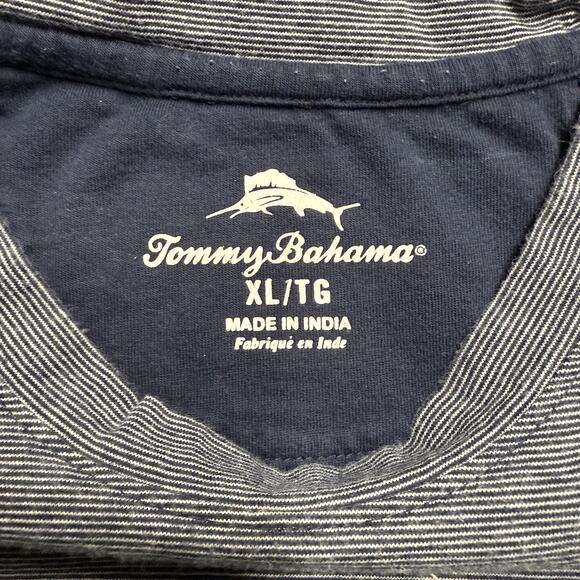 Tommy Bahama®
XL/TG
MADE IN INDIA
Fabriqué en Inde